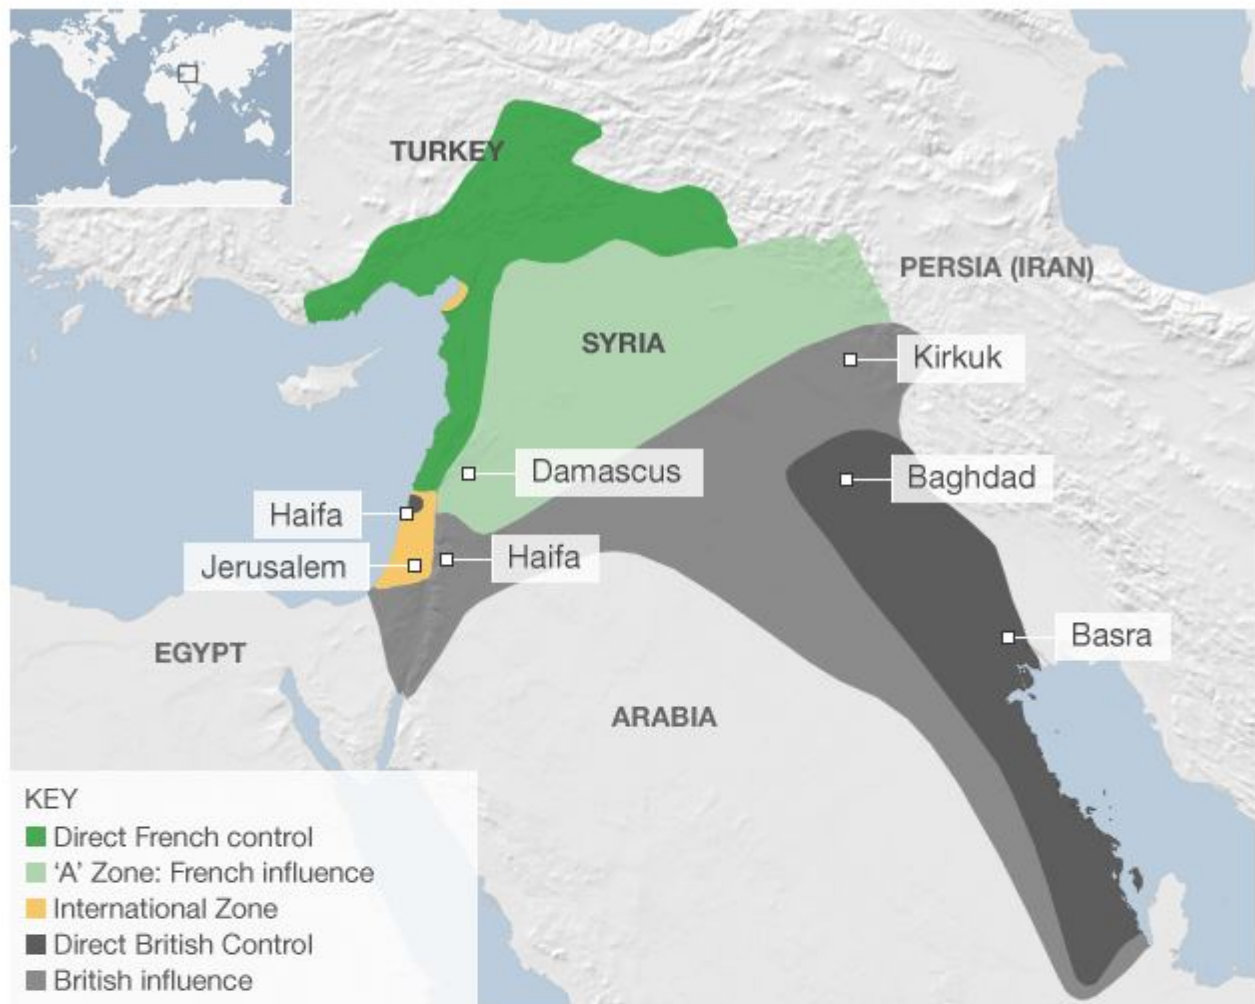 TURKEY
PERSIA (IRAN)
SYRIA
Kirkuk
Damascus
Baghdad
Haifa
Haifa
Jerusalem
Basra
EGYPT
ARABIA
KEY
Direct French control
‘A’ Zone: French influence
International Zone
Direct British Control
British influence